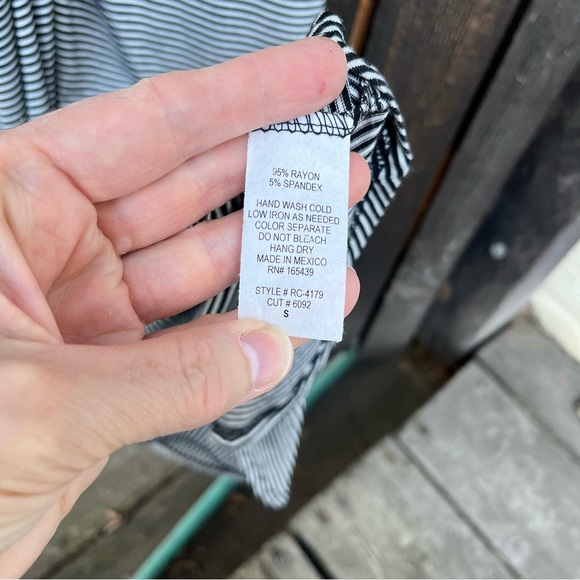 95% RAYON
5% SPANDEX
HAND WASH COLD
LOW IRON AS NEEDED
COLOR SEPARATE
DO NOT BLEACH
HANG DRY
MADE IN MEXICO
RN# 165439
STYLE # RC-4179
CUT # 6092
S